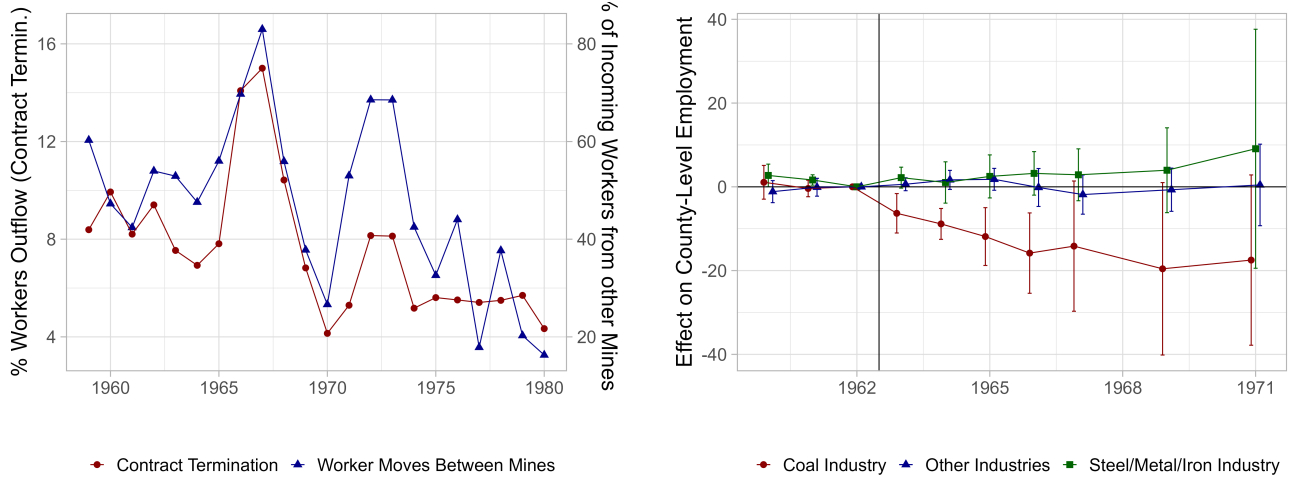 % Workers Outflow (Contract Termin.)
16
12
8
4
80
60
40
20
% of Incoming Workers from other Mines
1960 1965 1970 1975 1980
Contract Termination Worker Moves Between Mines
Effect on County-Level Employment
40
20
0
-20
-40
1962 1965 1968 1971
Coal Industry Other Industries Steel/Metal/Iron Industry